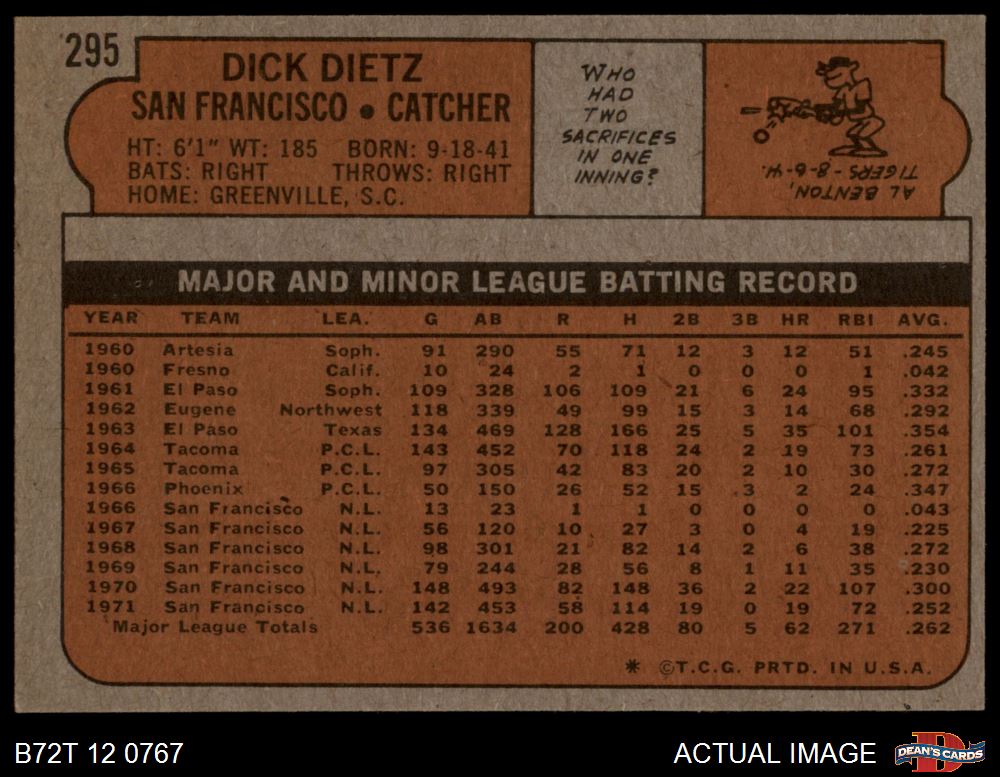 295
DICK DIETZ
SAN FRANCISCO • CATCHER
HT: 6'1" WT: 185 BORN: 9-18-41
BATS: RIGHT THROWS: RIGHT
HOME: GREENVILLE, S.C.
WHO
HAD
TWO
SACRIFICES
IN ONE
INNING?
AL BENTON,
TIGERS - 8-6-41.
MAJOR AND MINOR LEAGUE BATTING RECORD
YEAR TEAM LEA. G AB R H 2B 3B HR RBI AVG.
1960 Artesia Soph. 91 290 55 71 12 3 12 51 .245
1960 Fresno Calif. 10 24 2 1 0 0 0 1 .042
1961 El Paso Soph. 109 328 106 109 21 6 24 95 .332
1962 Eugene Northwest 118 339 49 99 15 3 14 68 .292
1963 El Paso Texas 134 469 128 166 25 5 35 101 .354
1964 Tacoma P.C.L. 143 452 70 118 24 2 19 73 .261
1965 Tacoma P.C.L. 97 305 42 83 20 2 10 30 .272
1966 Phoenix P.C.L. 50 150 26 52 15 3 2 24 .347
1966 San Francisco N.L. 13 23 1 1 0 0 0 0 .043
1967 San Francisco N.L. 56 120 10 27 3 0 4 19 .225
1968 San Francisco N.L. 98 301 21 82 14 2 6 38 .272
1969 San Francisco N.L. 79 244 28 56 8 1 11 35 .230
1970 San Francisco N.L. 148 493 82 148 36 2 22 107 .300
1971 San Francisco N.L. 142 453 58 114 19 0 19 72 .252
Major League Totals 536 1634 200 428 80 5 62 271 .262
* ©T.C.G. PRTD. IN U.S.A.
B72T 12 0767
ACTUAL IMAGE
DEAN'S CARDS